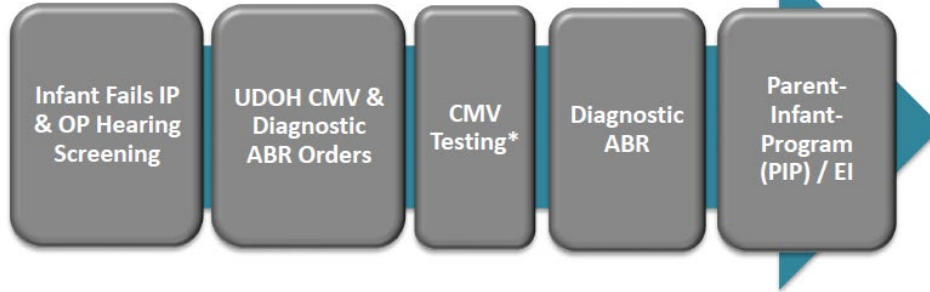 Infant Fails IP
& OP Hearing
Screening
UDOH CMV &
Diagnostic
ABR Orders
CMV
Testing*
Diagnostic
ABR
Parent-
Infant-
Program
(PIP) / EI